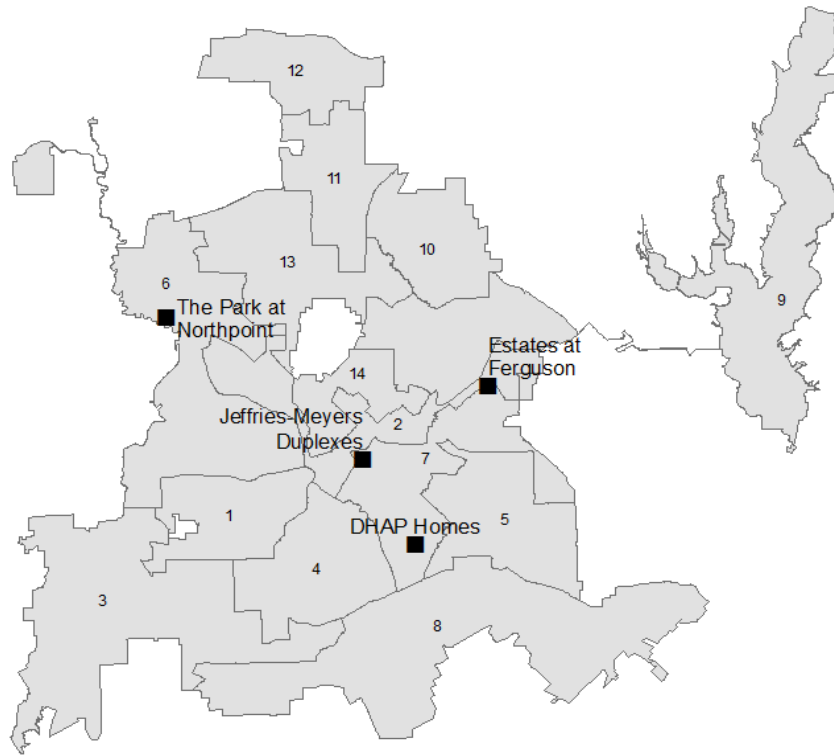 12
11
10
13
6
9
The Park at
Northpoint
Estates at
Ferguson
14
Jeffries-Meyers
Duplexes
2
7
1
DHAP Homes
5
4
3
8